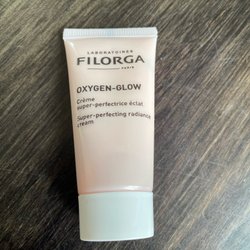 LABORATOIRES
FILORGA
PARIS
OXYGEN-GLOW
Crème
super-perfectrice éclat
Super-perfecting radiance
cream